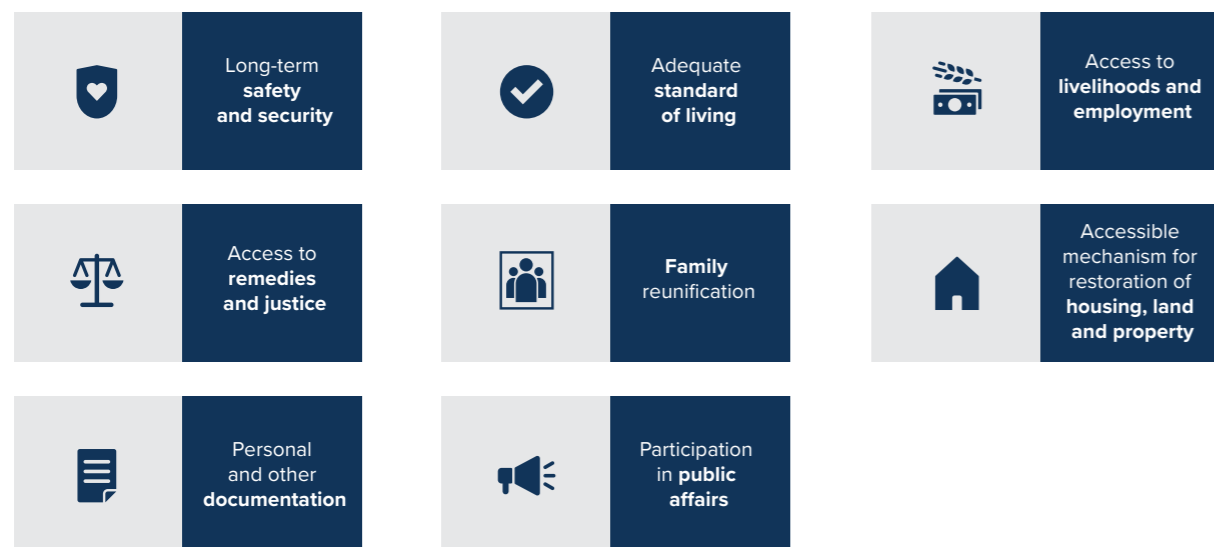 Long-term
safety
and security
Adequate
standard
of living
Access to
livelihoods and
employment
Access to
remedies
and justice
Family
reunification
Accessible
mechanism for
restoration of
housing, land
and property
Personal
and other
documentation
Participation
in public
affairs